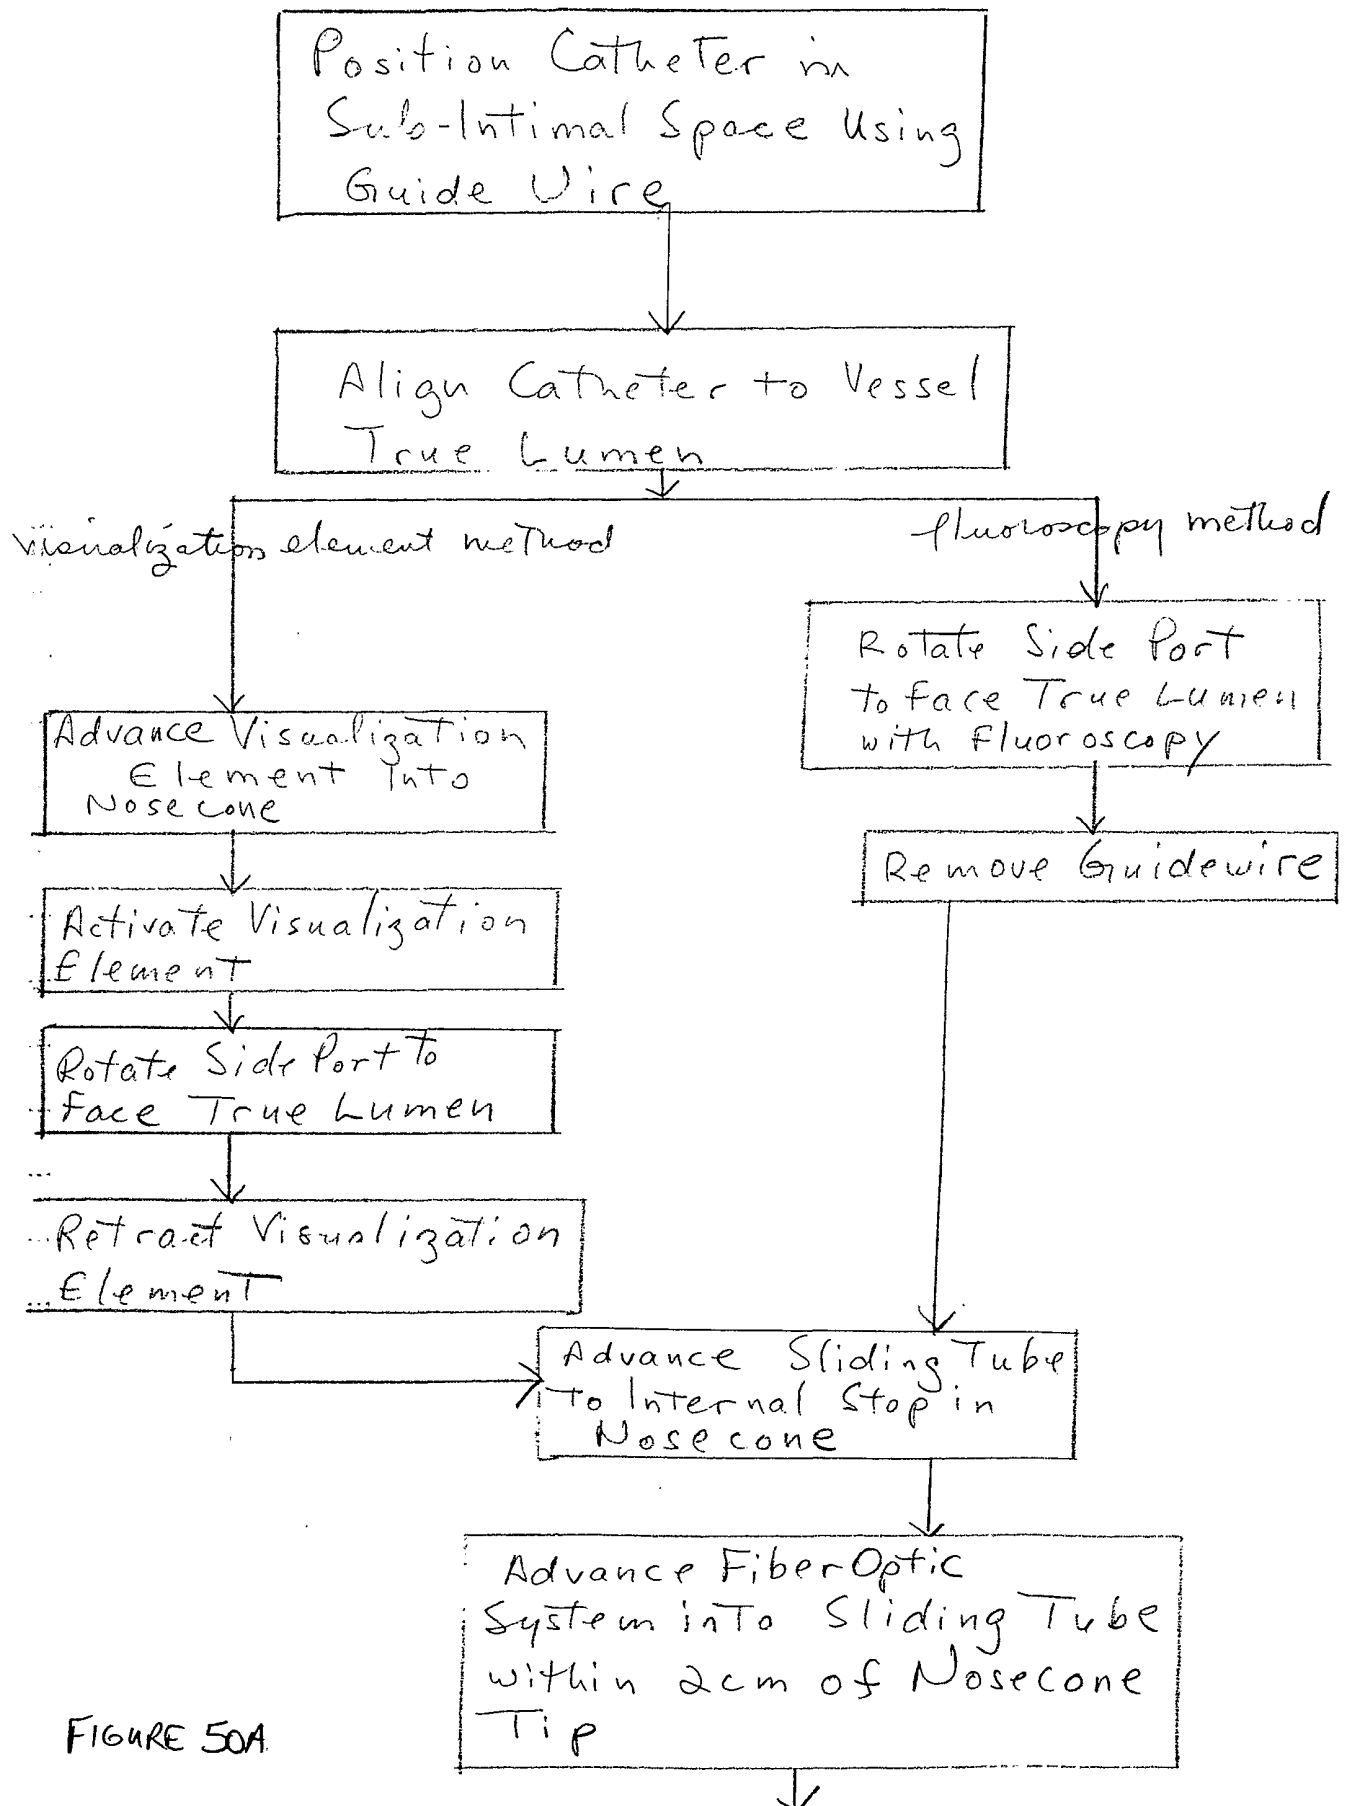 Position Catheter in
Sub-Intimal Space Using
Guide Wire
Align Catheter to Vessel
True Lumen
visualization element method
fluoroscopy method
Rotate Side Port
to face True Lumen
with Fluoroscopy
Remove Guidewire
Advance Visualization
Element into
Nosecone
Activate Visualization
Element
Rotate Side Port To
face True Lumen
Retract Visualization
Element
Advance Sliding Tube
to Internal Stop in
Nosecone
Advance Fiber Optic
System into Sliding Tube
within 2cm of Nosecone
Tip
FIGURE 50A